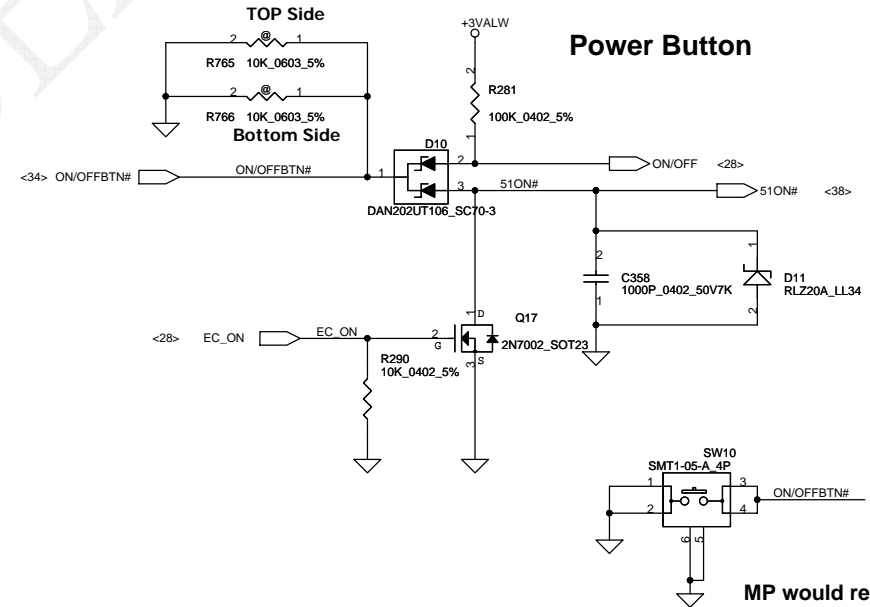 TOP Side
2 @ 1
R765 10K_0603_5%
2 @ 1
R766 10K_0603_5%
Bottom Side
+3VALW
Power Button
2
R281
100K_0402_5%
1
D10
<34> ON/OFFBTN# ON/OFFBTN# 1
2 ON/OFF <28>
3 51ON# 51ON# <38>
DAN202UT106_SC70-3
2
C358
1000P_0402_50V7K
1
1
D11
RLZ20A_LL34
2
<28> EC_ON EC_ON 2
G
1 D
Q17
2N7002_SOT23
3 S
R290
10K_0402_5%
SW10
SMT1-05-A_4P
1 3
2 4
ON/OFFBTN#
6 5
MP would re